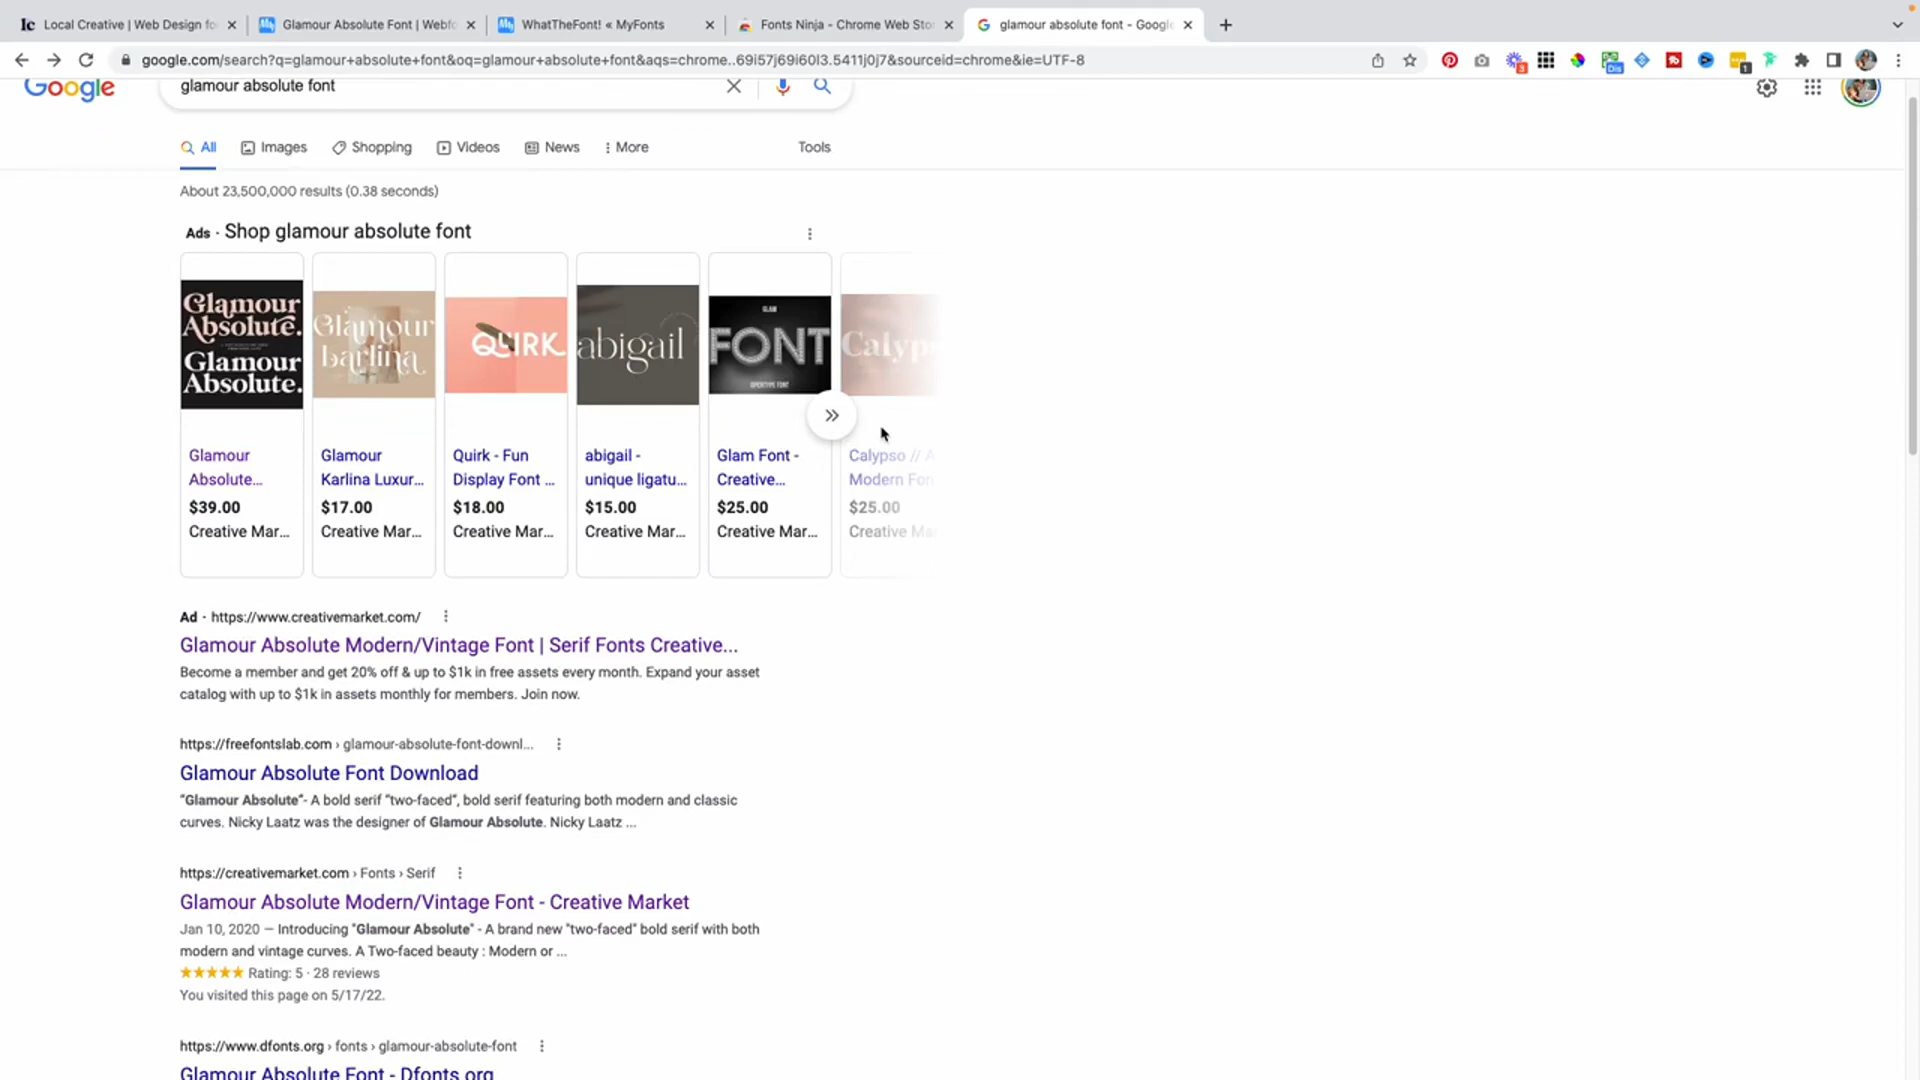 lc Local Creative | Web Design fo
Glamour Absolute Font | Webfo
WhatTheFont! « MyFonts
Fonts Ninja - Chrome Web Sto
glamour absolute font - Google
google.com/search?q=glamour+absolute+font&oq=glamour+absolute+font&aqs=chrome..69i57j69i60l3.5411j0j7&sourceid=chrome&ie=UTF-8
Google
glamour absolute font
All
Images
Shopping
Videos
News
More
Tools
About 23,500,000 results (0.38 seconds)
Ads · Shop glamour absolute font
Glamour
Absolute.
Glamour
Absolute.
Glamour
karlina
QUIRK
abigail
GLAM
FONT
OPENTYPE FONT
Calyps
Glamour
Absolute...
$39.00
Creative Mar...
Glamour
Karlina Luxur...
$17.00
Creative Mar...
Quirk - Fun
Display Font ...
$18.00
Creative Mar...
abigail -
unique ligatu...
$15.00
Creative Mar...
Glam Font -
Creative...
$25.00
Creative Mar...
Calypso // A
Modern Fon
$25.00
Creative Ma
Ad · https://www.creativemarket.com/
Glamour Absolute Modern/Vintage Font | Serif Fonts Creative...
Become a member and get 20% off & up to $1k in free assets every month. Expand your asset
catalog with up to $1k in assets monthly for members. Join now.
https://freefontslab.com › glamour-absolute-font-downl...
Glamour Absolute Font Download
“Glamour Absolute”- A bold serif “two-faced”, bold serif featuring both modern and classic
curves. Nicky Laatz was the designer of Glamour Absolute. Nicky Laatz ...
https://creativemarket.com › Fonts › Serif
Glamour Absolute Modern/Vintage Font - Creative Market
Jan 10, 2020 — Introducing "Glamour Absolute" - A brand new "two-faced" bold serif with both
modern and vintage curves. A Two-faced beauty : Modern or ...
★★★★★ Rating: 5 · 28 reviews
You visited this page on 5/17/22.
https://www.dfonts.org › fonts › glamour-absolute-font
Glamour Absolute Font - Dfonts.org